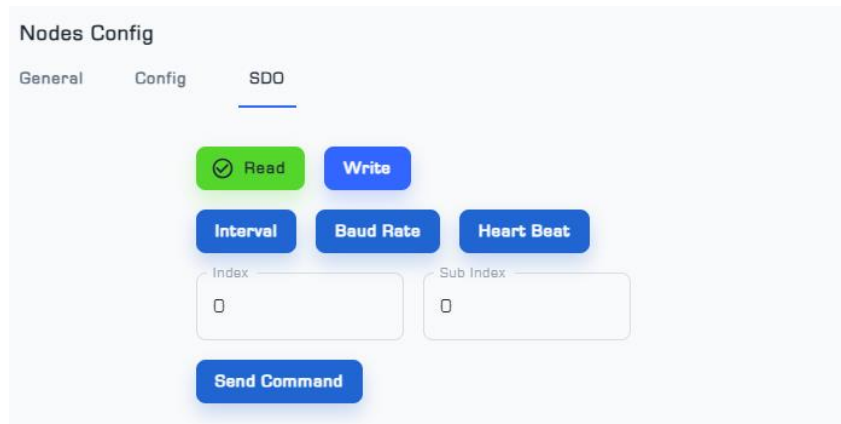 Nodes Config
General Config SDO
Read Write
Interval Baud Rate Heart Beat
Index Sub Index
0 0
Send Command